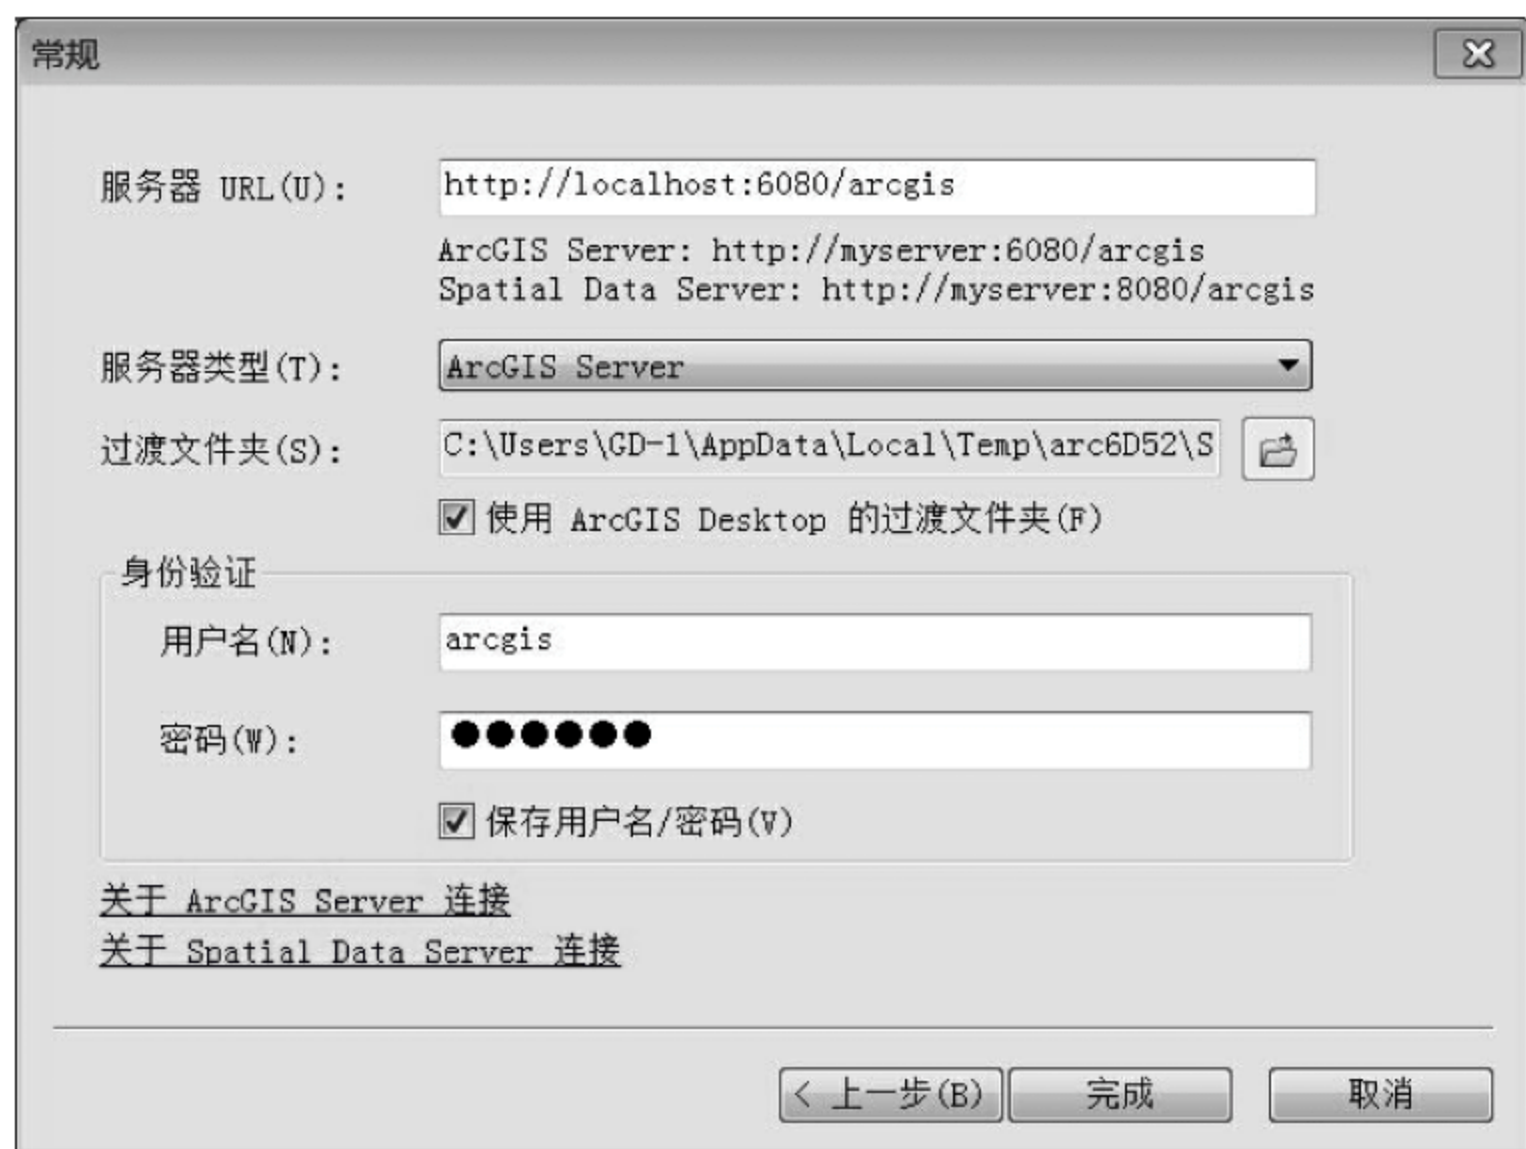 常规
服务器 URL(U): http://localhost:6080/arcgis
ArcGIS Server: http://myserver:6080/arcgis
Spatial Data Server: http://myserver:8080/arcgis
服务器类型(T): ArcGIS Server
过渡文件夹(S): C:\Users\GD-1\AppData\Local\Temp\arc6D52\S
使用 ArcGIS Desktop 的过渡文件夹(F)
身份验证
用户名(N): arcgis
密码(W): ●●●●●●
保存用户名/密码(V)
关于 ArcGIS Server 连接
关于 Spatial Data Server 连接
< 上一步(B) 完成 取消